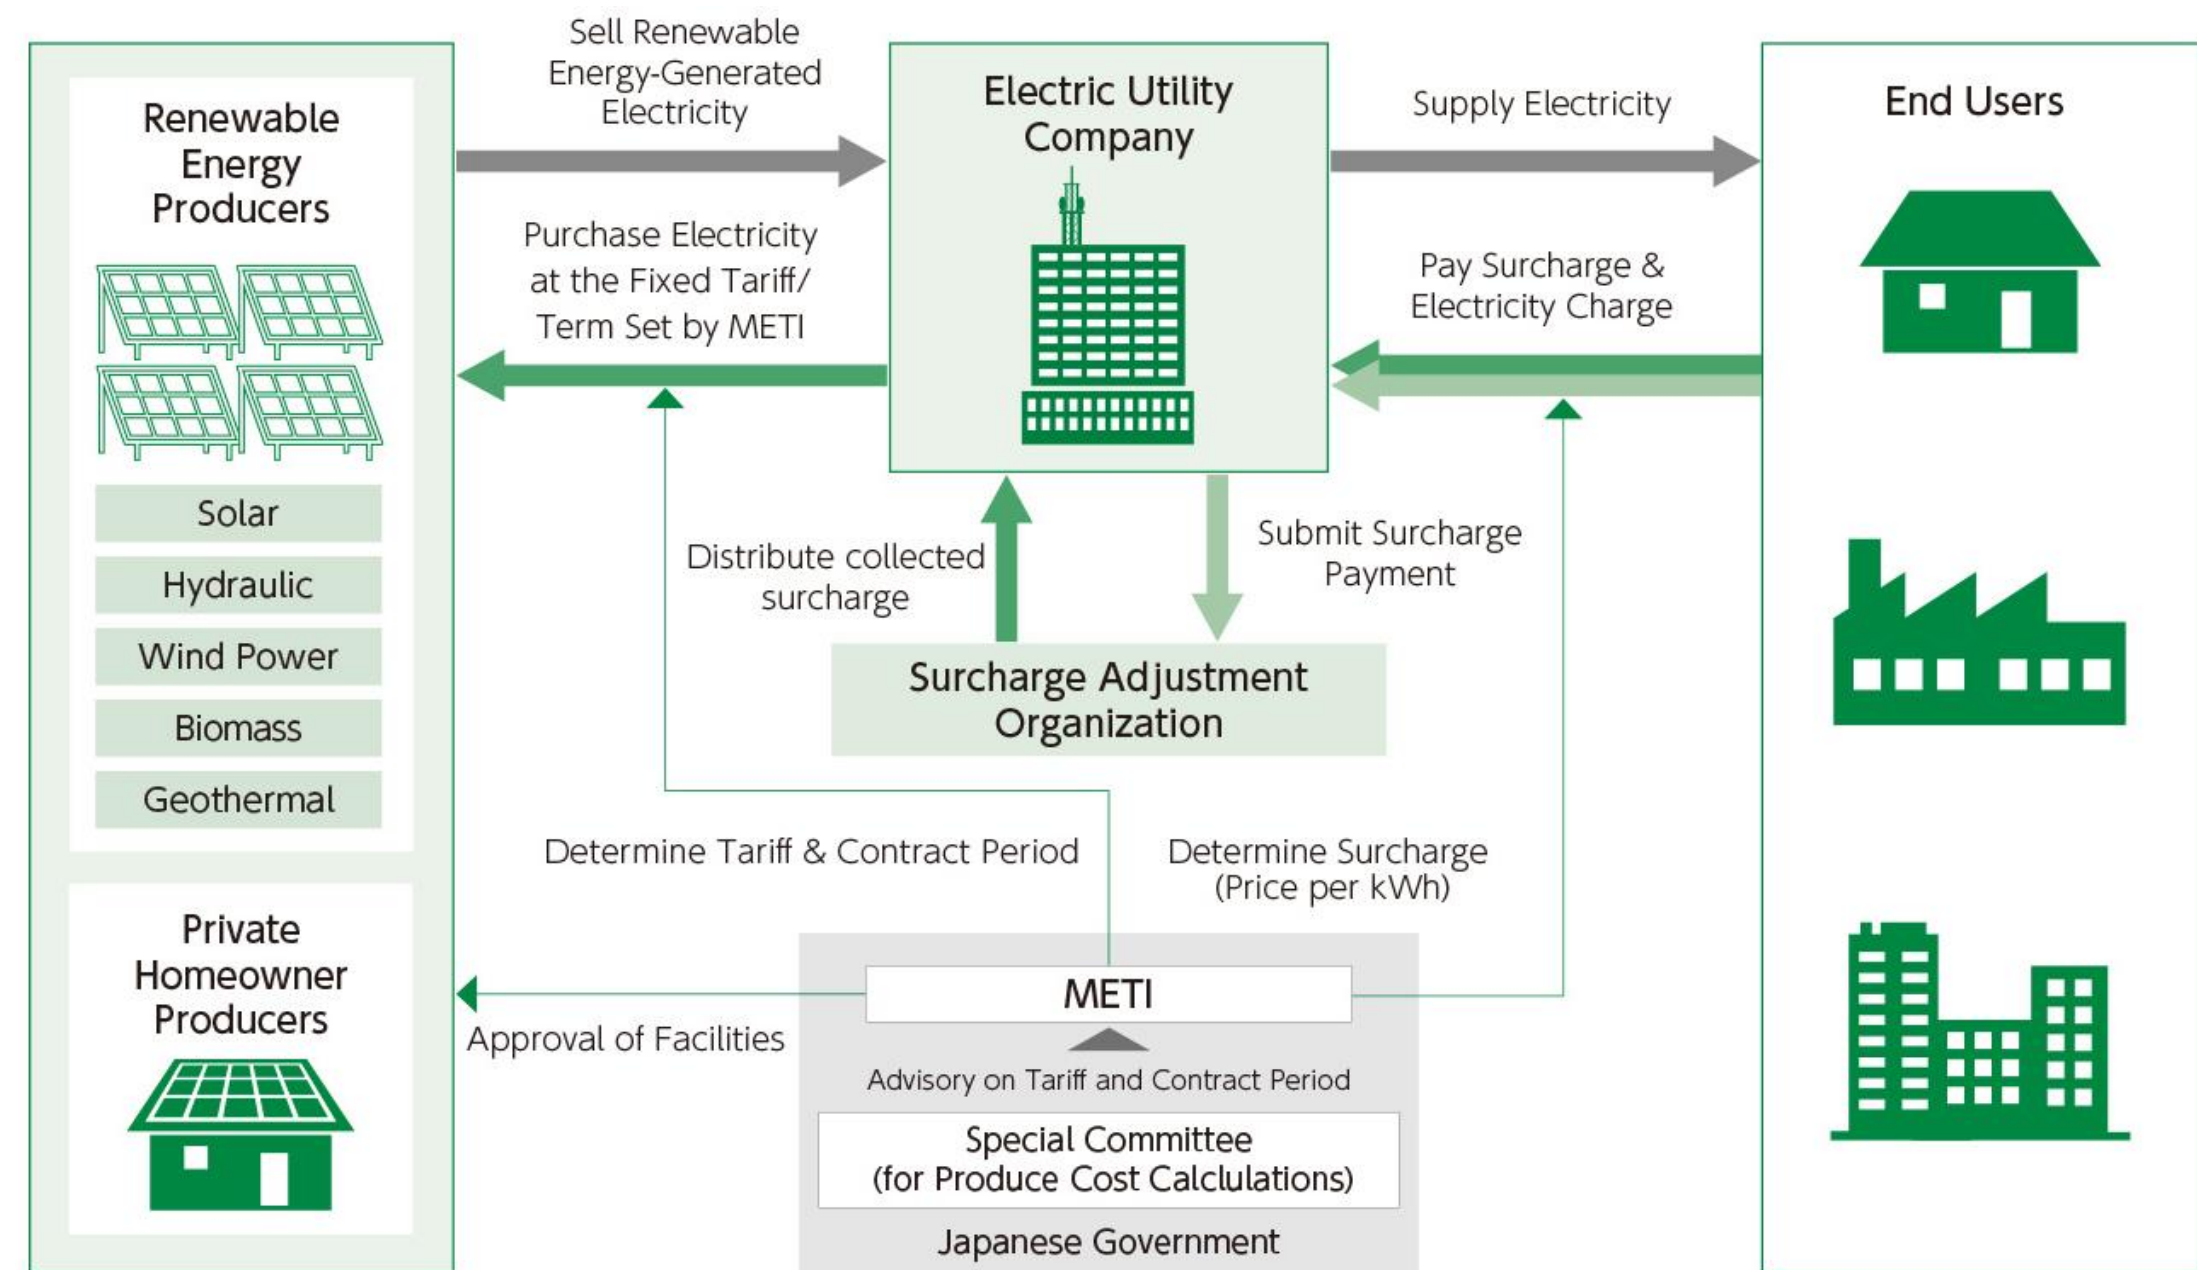 Renewable
Energy
Producers
Solar
Hydraulic
Wind Power
Biomass
Geothermal
Private
Homeowner
Producers
Sell Renewable
Energy-Generated
Electricity
Purchase Electricity
at the Fixed Tariff/
Term Set by METI
Electric Utility
Company
Supply Electricity
Pay Surcharge &
Electricity Charge
End Users
Distribute collected
surcharge
Submit Surcharge
Payment
Surcharge Adjustment
Organization
Determine Tariff & Contract Period
Determine Surcharge
(Price per kWh)
Approval of Facilities
METI
Advisory on Tariff and Contract Period
Special Committee
(for Produce Cost Calclulations)
Japanese Government